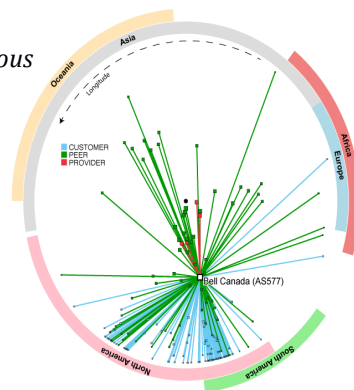 ous
Oceania
Asia
Longitude
Africa
Europe
CUSTOMER
PEER
PROVIDER
Bell Canada (AS577)
North America
South America